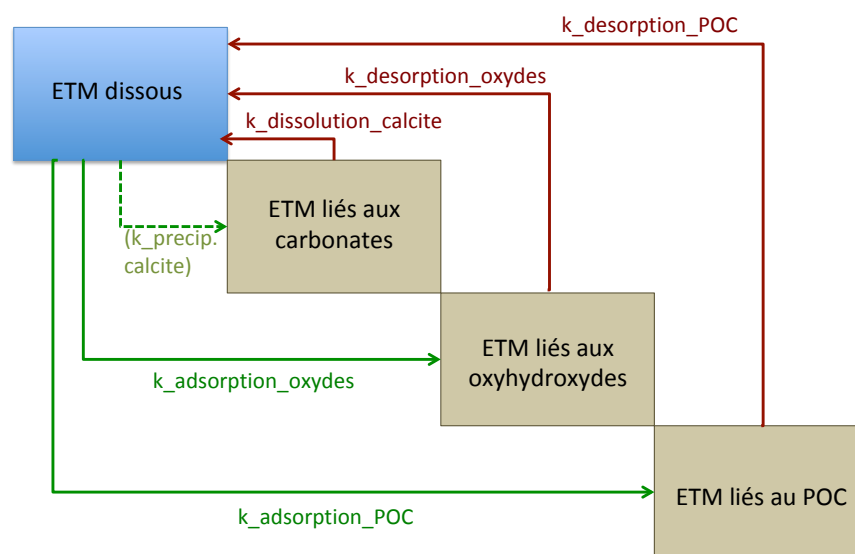 k_desorption_POC
k_desorption_oxydes
ETM dissous
k_dissolution_calcite
ETM liés aux
carbonates
(k_precip.
calcite)
ETM liés aux
oxyhydroxydes
k_adsorption_oxydes
ETM liés au POC
k_adsorption_POC